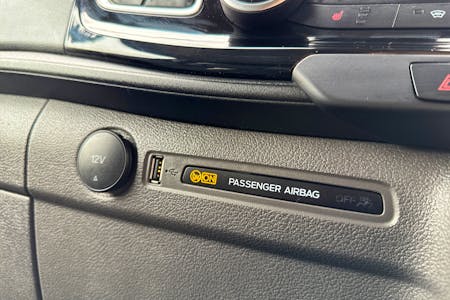 12V
ON PASSENGER AIRBAG OFF